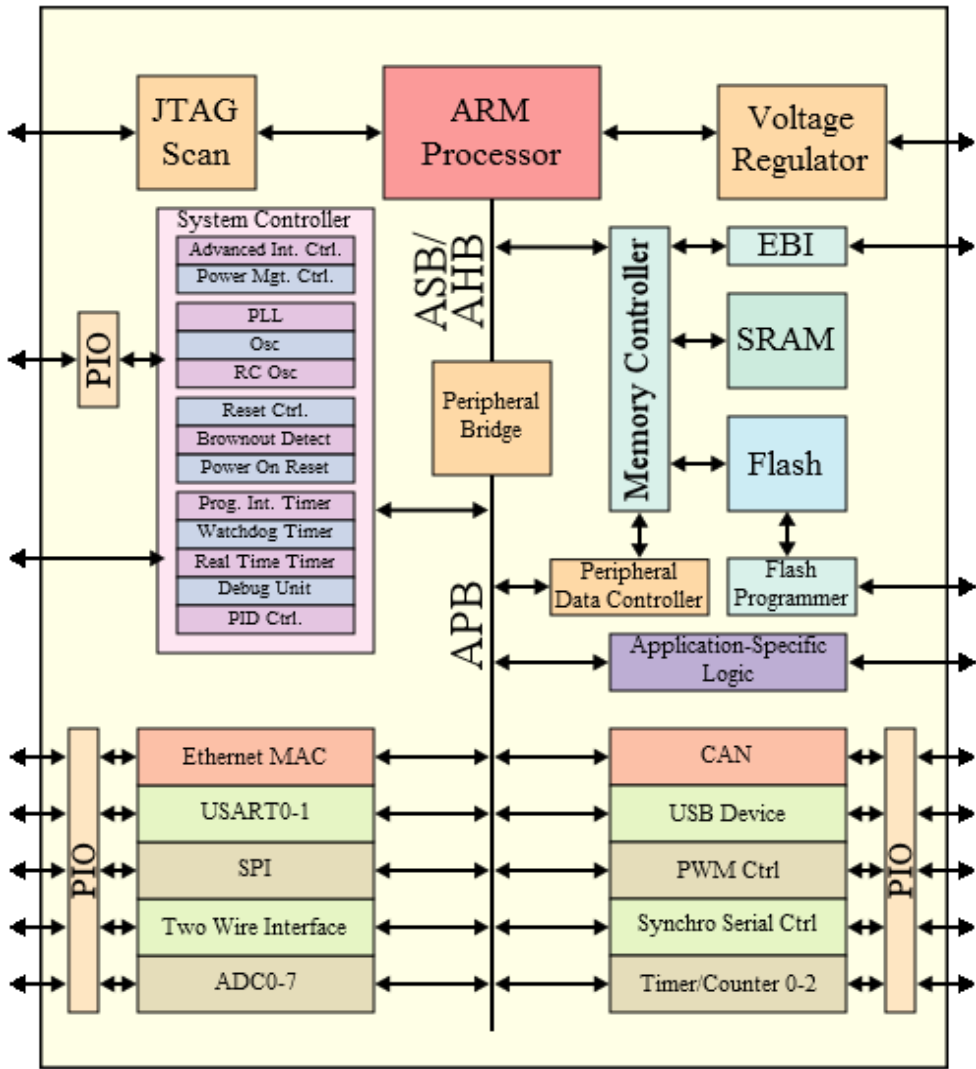 JTAG
Scan
ARM
Processor
Voltage
Regulator
System Controller
Advanced Int. Ctrl.
Power Mgt. Ctrl.
PLL
Osc
RC Osc
Reset Ctrl.
Brownout Detect
Power On Reset
Prog. Int. Timer
Watchdog Timer
Real Time Timer
Debug Unit
PID Ctrl.
PIO
ASB/
AHB
Peripheral
Bridge
APB
Memory Controller
EBI
SRAM
Flash
Peripheral
Data Controller
Flash
Programmer
Application-Specific
Logic
PIO
Ethernet MAC
USART0-1
SPI
Two Wire Interface
ADC0-7
CAN
USB Device
PWM Ctrl
Synchro Serial Ctrl
Timer/Counter 0-2
PIO